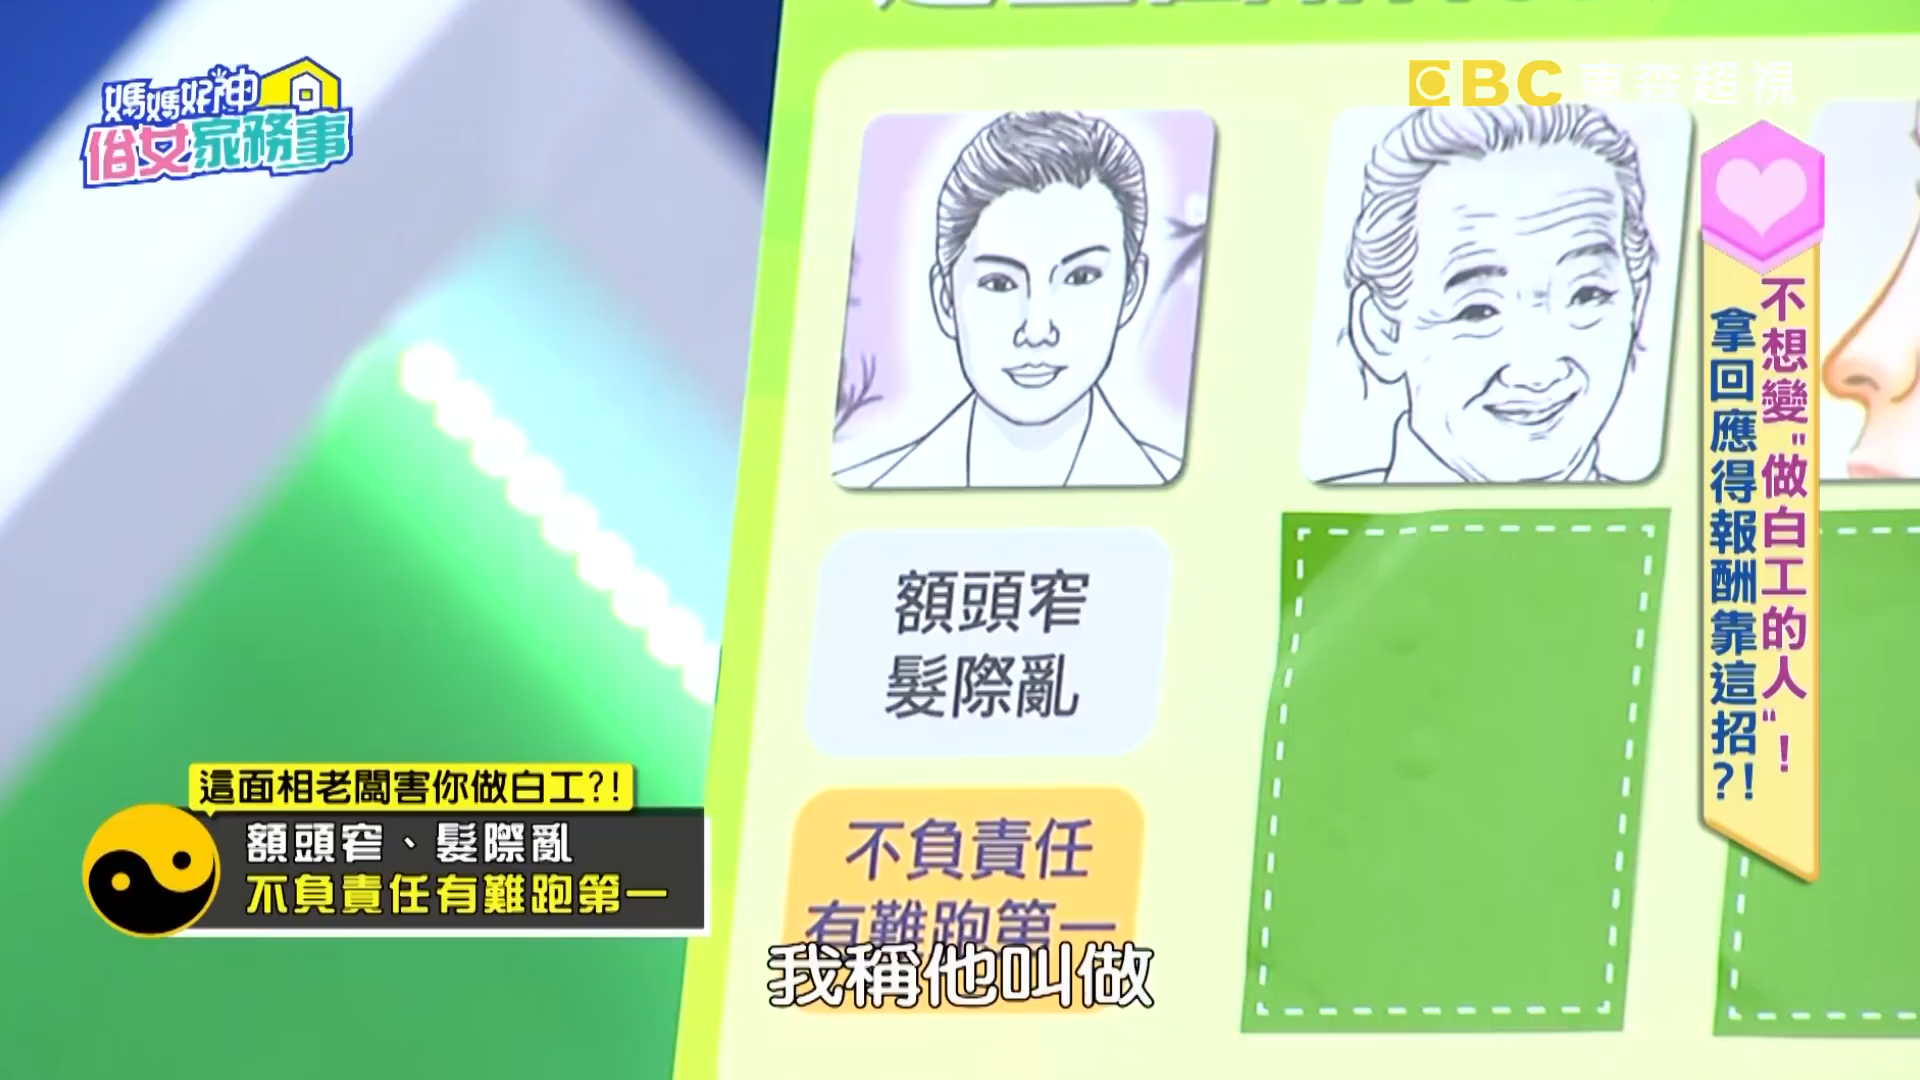 媽媽好神
俗女家務事
EBC 東森超視
不想變"做白工的人"！
拿回應得報酬靠這招?!
額頭窄
髮際亂
不負責任
有難跑第一
這面相老闆害你做白工?!
額頭窄、髮際亂
不負責任有難跑第一
我稱他叫做